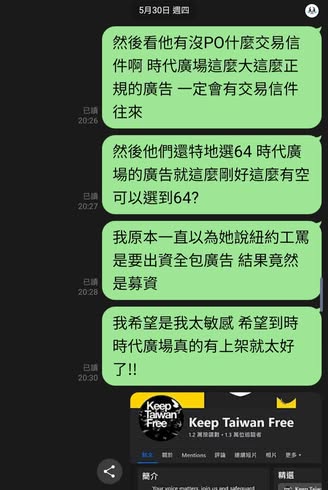 5月30日 週四
然後看他有沒PO什麼交易信
件啊 時代廣場這麼大這麼正
規的廣告 一定會有交易信件
往來
已讀
20:26
然後他們還特地選64 時代廣
場的廣告就這麼剛好這麼有空
可以選到64?
已讀
20:27
我原本一直以為她說紐約工罵
是要出資全包廣告 結果竟然
是募資
已讀
20:28
我希望是我太敏感 希望到時
時代廣場真的有上架就太好
了!!
已讀
20:30
Keep
Taiwan
Free
Keep Taiwan Free
1.2 萬按讚數 • 1.3 萬位追蹤者
貼文 關於 Mentions 評論 連續短片 相片 更多
簡介
精選
Your voice matters, join us and safeguard
Keep Taiwan